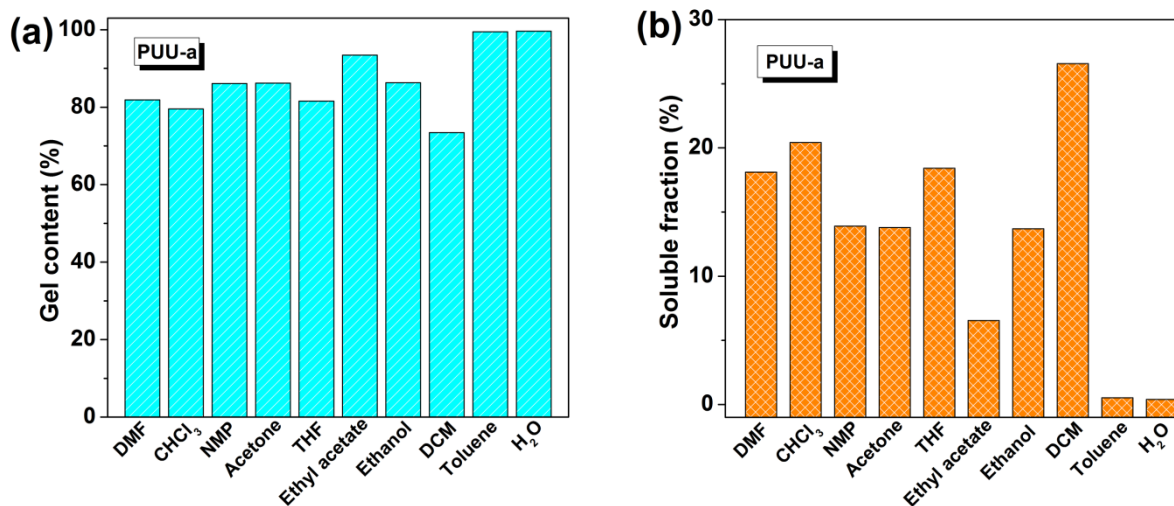 (a)
PUU-a
Gel content (%)
100
80
60
40
20
0
DMF
CHCl₃
NMP
Acetone
THF
Ethyl acetate
Ethanol
DCM
Toluene
H₂O
(b)
PUU-a
Soluble fraction (%)
30
20
10
0
DMF
CHCl₃
NMP
Acetone
THF
Ethyl acetate
Ethanol
DCM
Toluene
H₂O